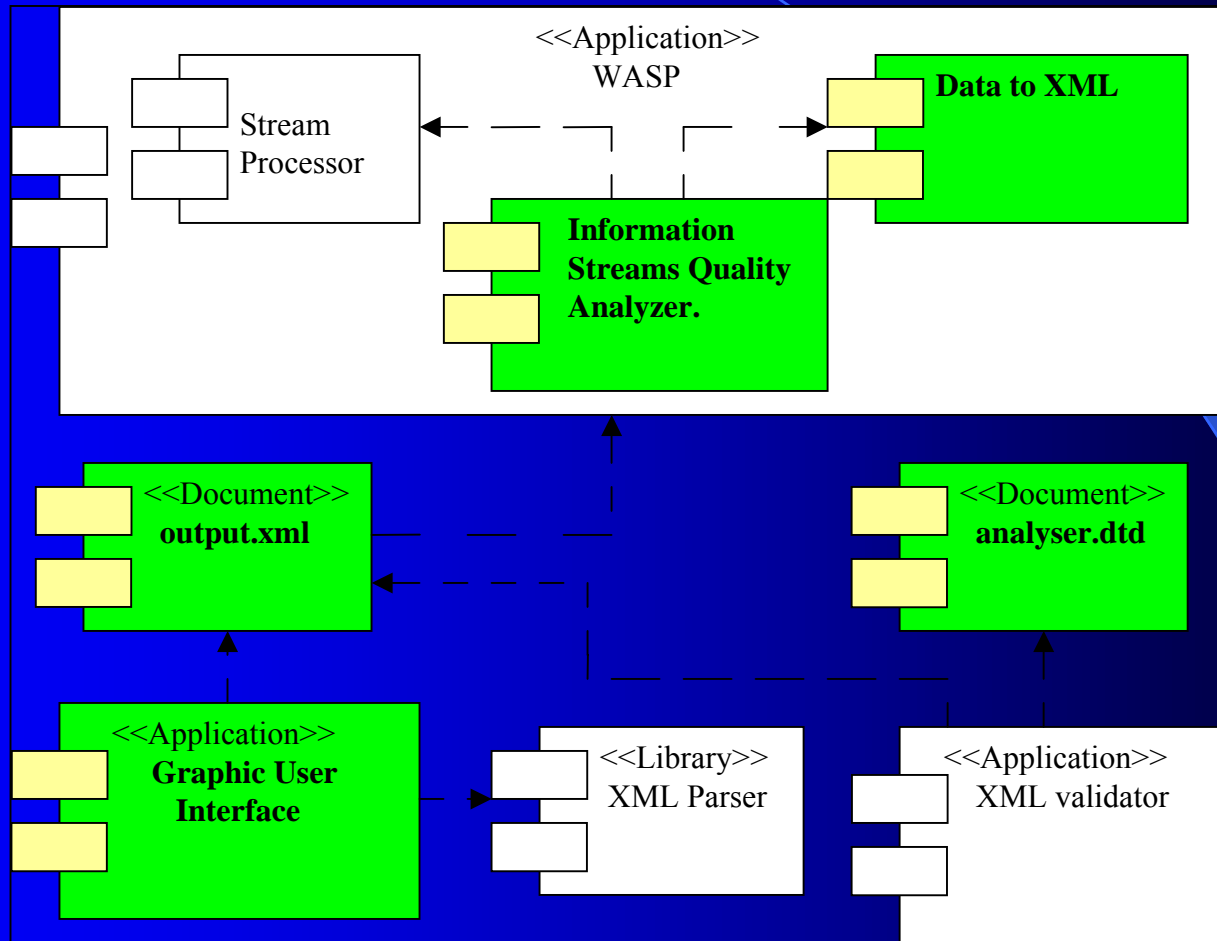 <<Application>>
WASP
Stream
Processor
Data to XML
Information
Streams Quality
Analyzer.
<<Document>>
output.xml
<<Document>>
analyser.dtd
<<Application>>
Graphic User
Interface
<<Library>>
XML Parser
<<Application>>
XML validator